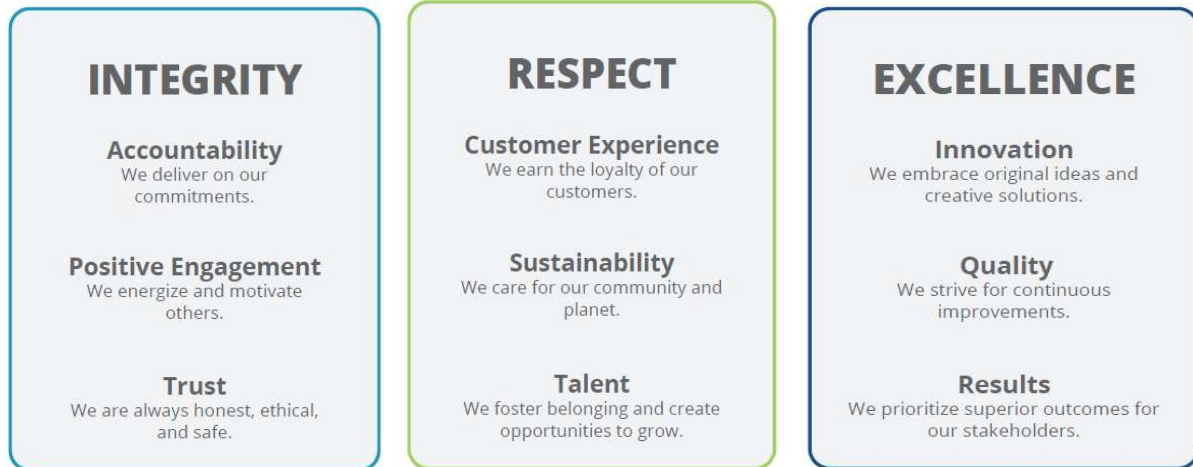 INTEGRITY
Accountability
We deliver on our
commitments.
Positive Engagement
We energize and motivate
others.
Trust
We are always honest, ethical,
and safe.
RESPECT
Customer Experience
We earn the loyalty of our
customers.
Sustainability
We care for our community and
planet.
Talent
We foster belonging and create
opportunities to grow.
EXCELLENCE
Innovation
We embrace original ideas and
creative solutions.
Quality
We strive for continuous
improvements.
Results
We prioritize superior outcomes for
our stakeholders.